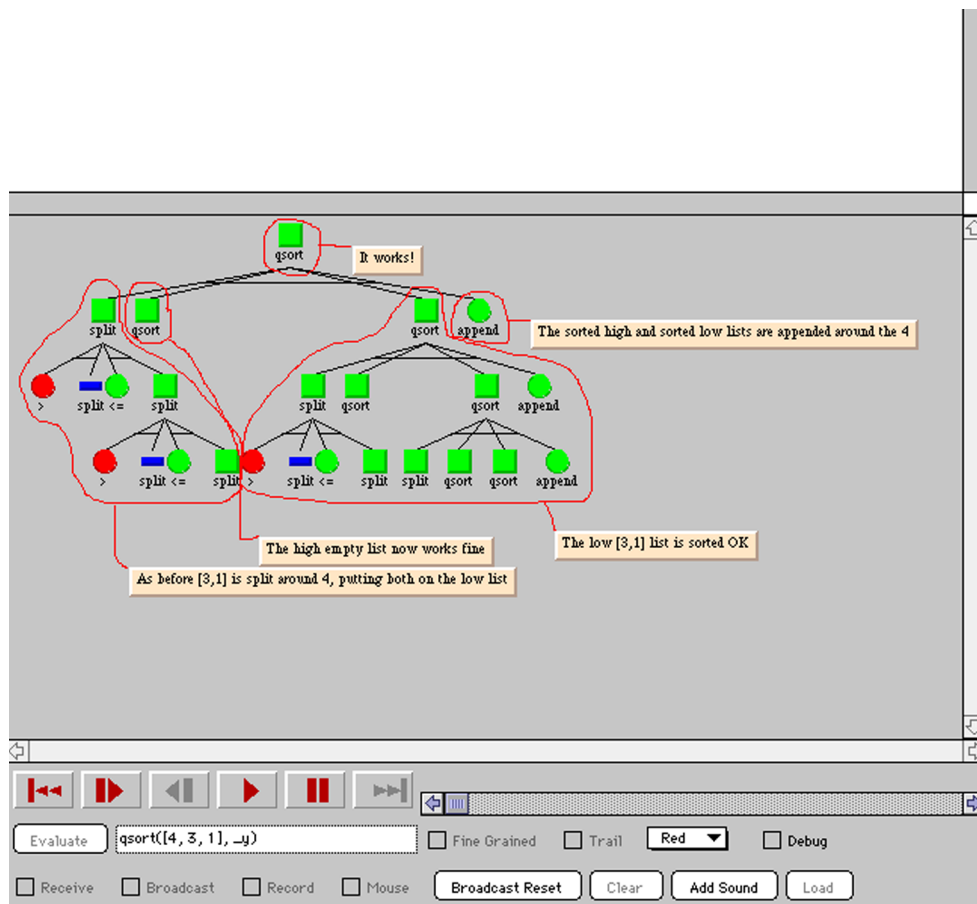 qsort
It works!
split qsort qsort append
The sorted high and sorted low lists are appended around the 4
> split <= split split qsort qsort append
> split <= split > split <= split split qsort qsort append
The high empty list now works fine
The low [3,1] list is sorted OK
As before [3,1] is split around 4, putting both on the low list
Evaluate qsort([4, 3, 1], _y) Fine Grained Trail Red Debug
Receive Broadcast Record Mouse Broadcast Reset Clear Add Sound Load